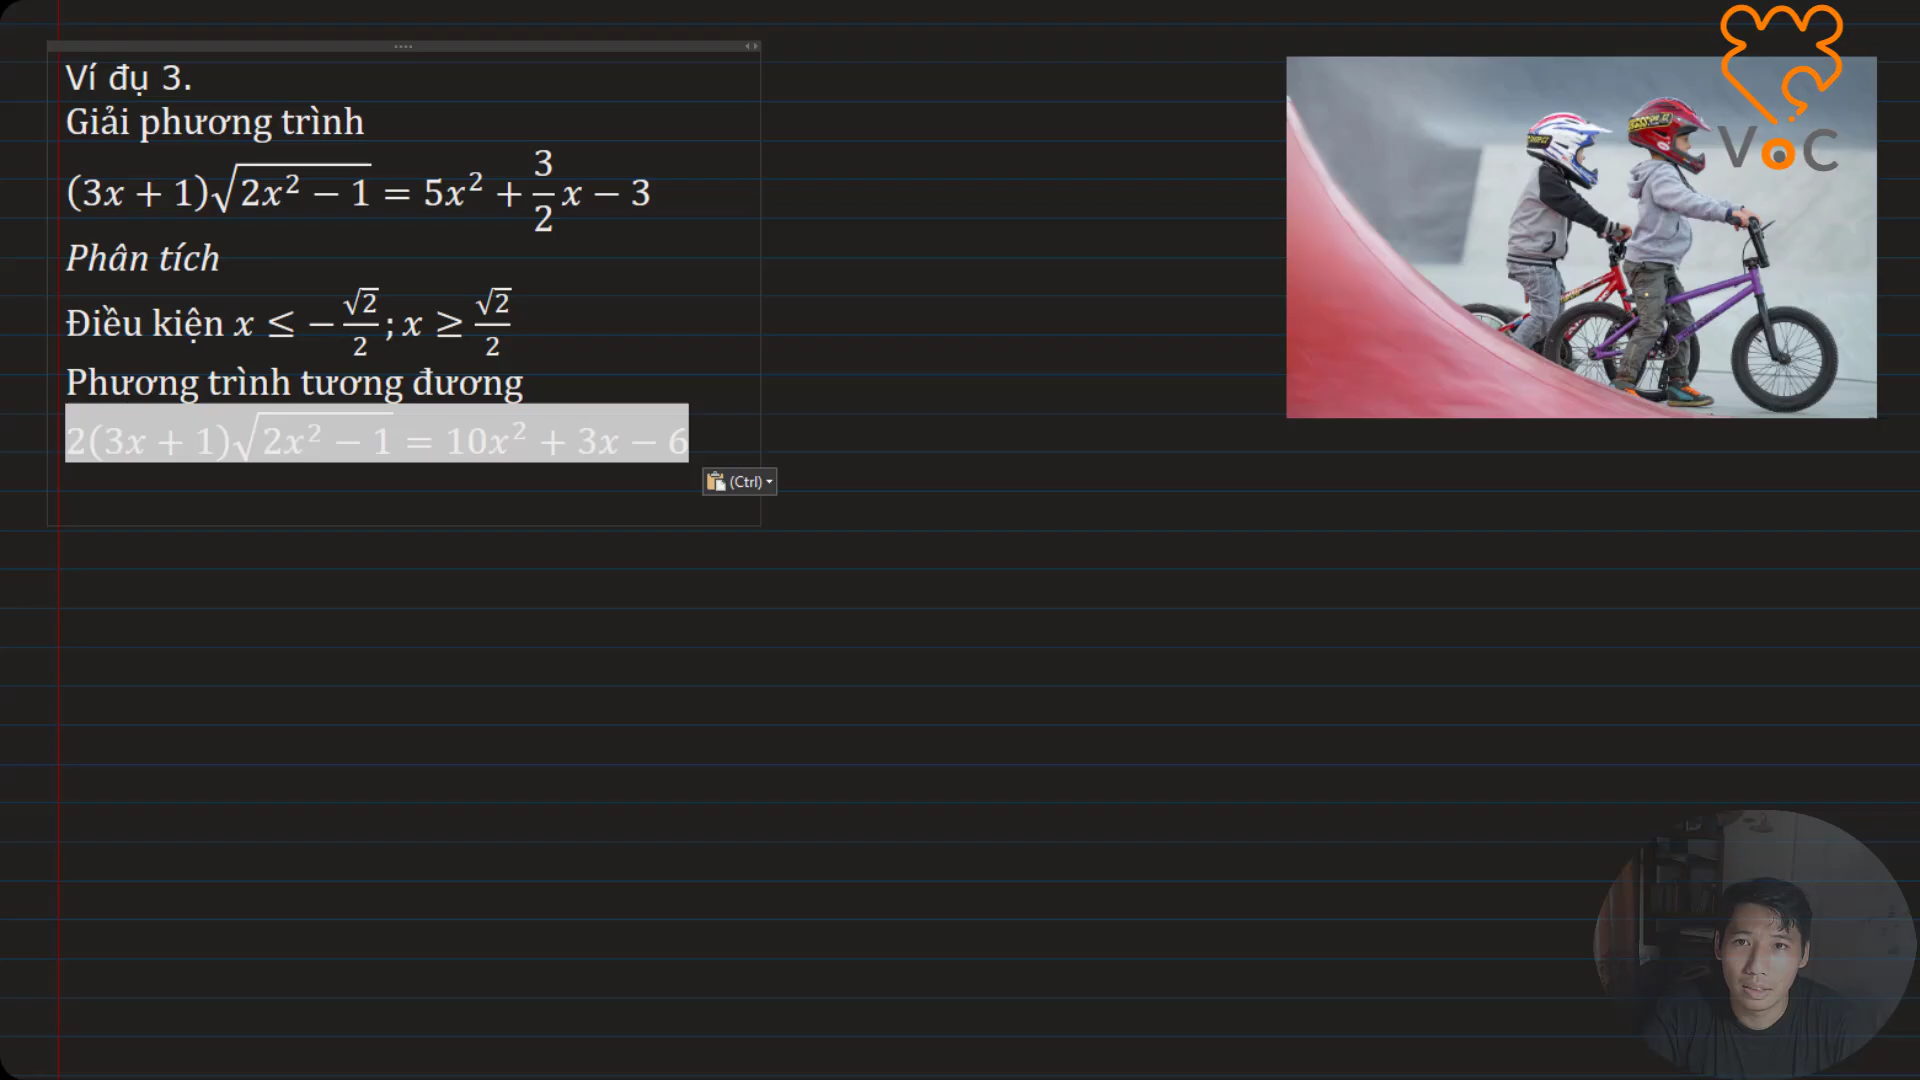 Ví đụ 3.
Giải phương trình
(3x + 1)√(2x² − 1) = 5x² + 3/2 x − 3
Phân tích
Điều kiện x ≤ −√2/2 ; x ≥ √2/2
Phương trình tương đương
2(3x + 1)√(2x² − 1) = 10x² + 3x − 6
(Ctrl)
VoC